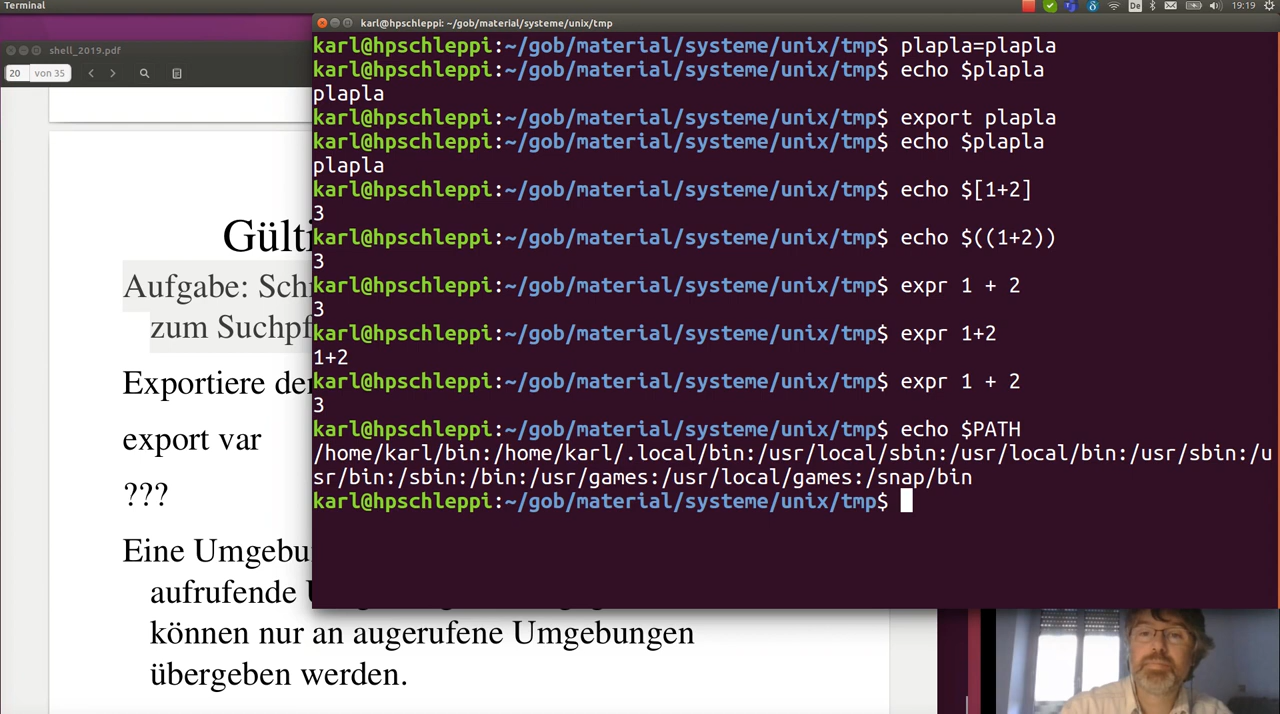 Terminal
De
19:19
shell_2019.pdf
20 von 35
Aufgabe:
zum
Exportiere
export var
???
Eine
aufrufende
können nur an augerufene Umgebungen
übergeben werden.
karl@hpschleppi: ~/gob/material/systeme/unix/tmp
karl@hpschleppi:~/gob/material/systeme/unix/tmp$ plapla=plapla
karl@hpschleppi:~/gob/material/systeme/unix/tmp$ echo $plapla
plapla
karl@hpschleppi:~/gob/material/systeme/unix/tmp$ export plapla
karl@hpschleppi:~/gob/material/systeme/unix/tmp$ echo $plapla
plapla
karl@hpschleppi:~/gob/material/systeme/unix/tmp$ echo $[1+2]
3
karl@hpschleppi:~/gob/material/systeme/unix/tmp$ echo $((1+2))
3
karl@hpschleppi:~/gob/material/systeme/unix/tmp$ expr 1 + 2
3
karl@hpschleppi:~/gob/material/systeme/unix/tmp$ expr 1+2
1+2
karl@hpschleppi:~/gob/material/systeme/unix/tmp$ expr 1 + 2
3
karl@hpschleppi:~/gob/material/systeme/unix/tmp$ echo $PATH
/home/karl/bin:/home/karl/.local/bin:/usr/local/sbin:/usr/local/bin:/usr/sbin:/u
sr/bin:/sbin:/bin:/usr/games:/usr/local/games:/snap/bin
karl@hpschleppi:~/gob/material/systeme/unix/tmp$